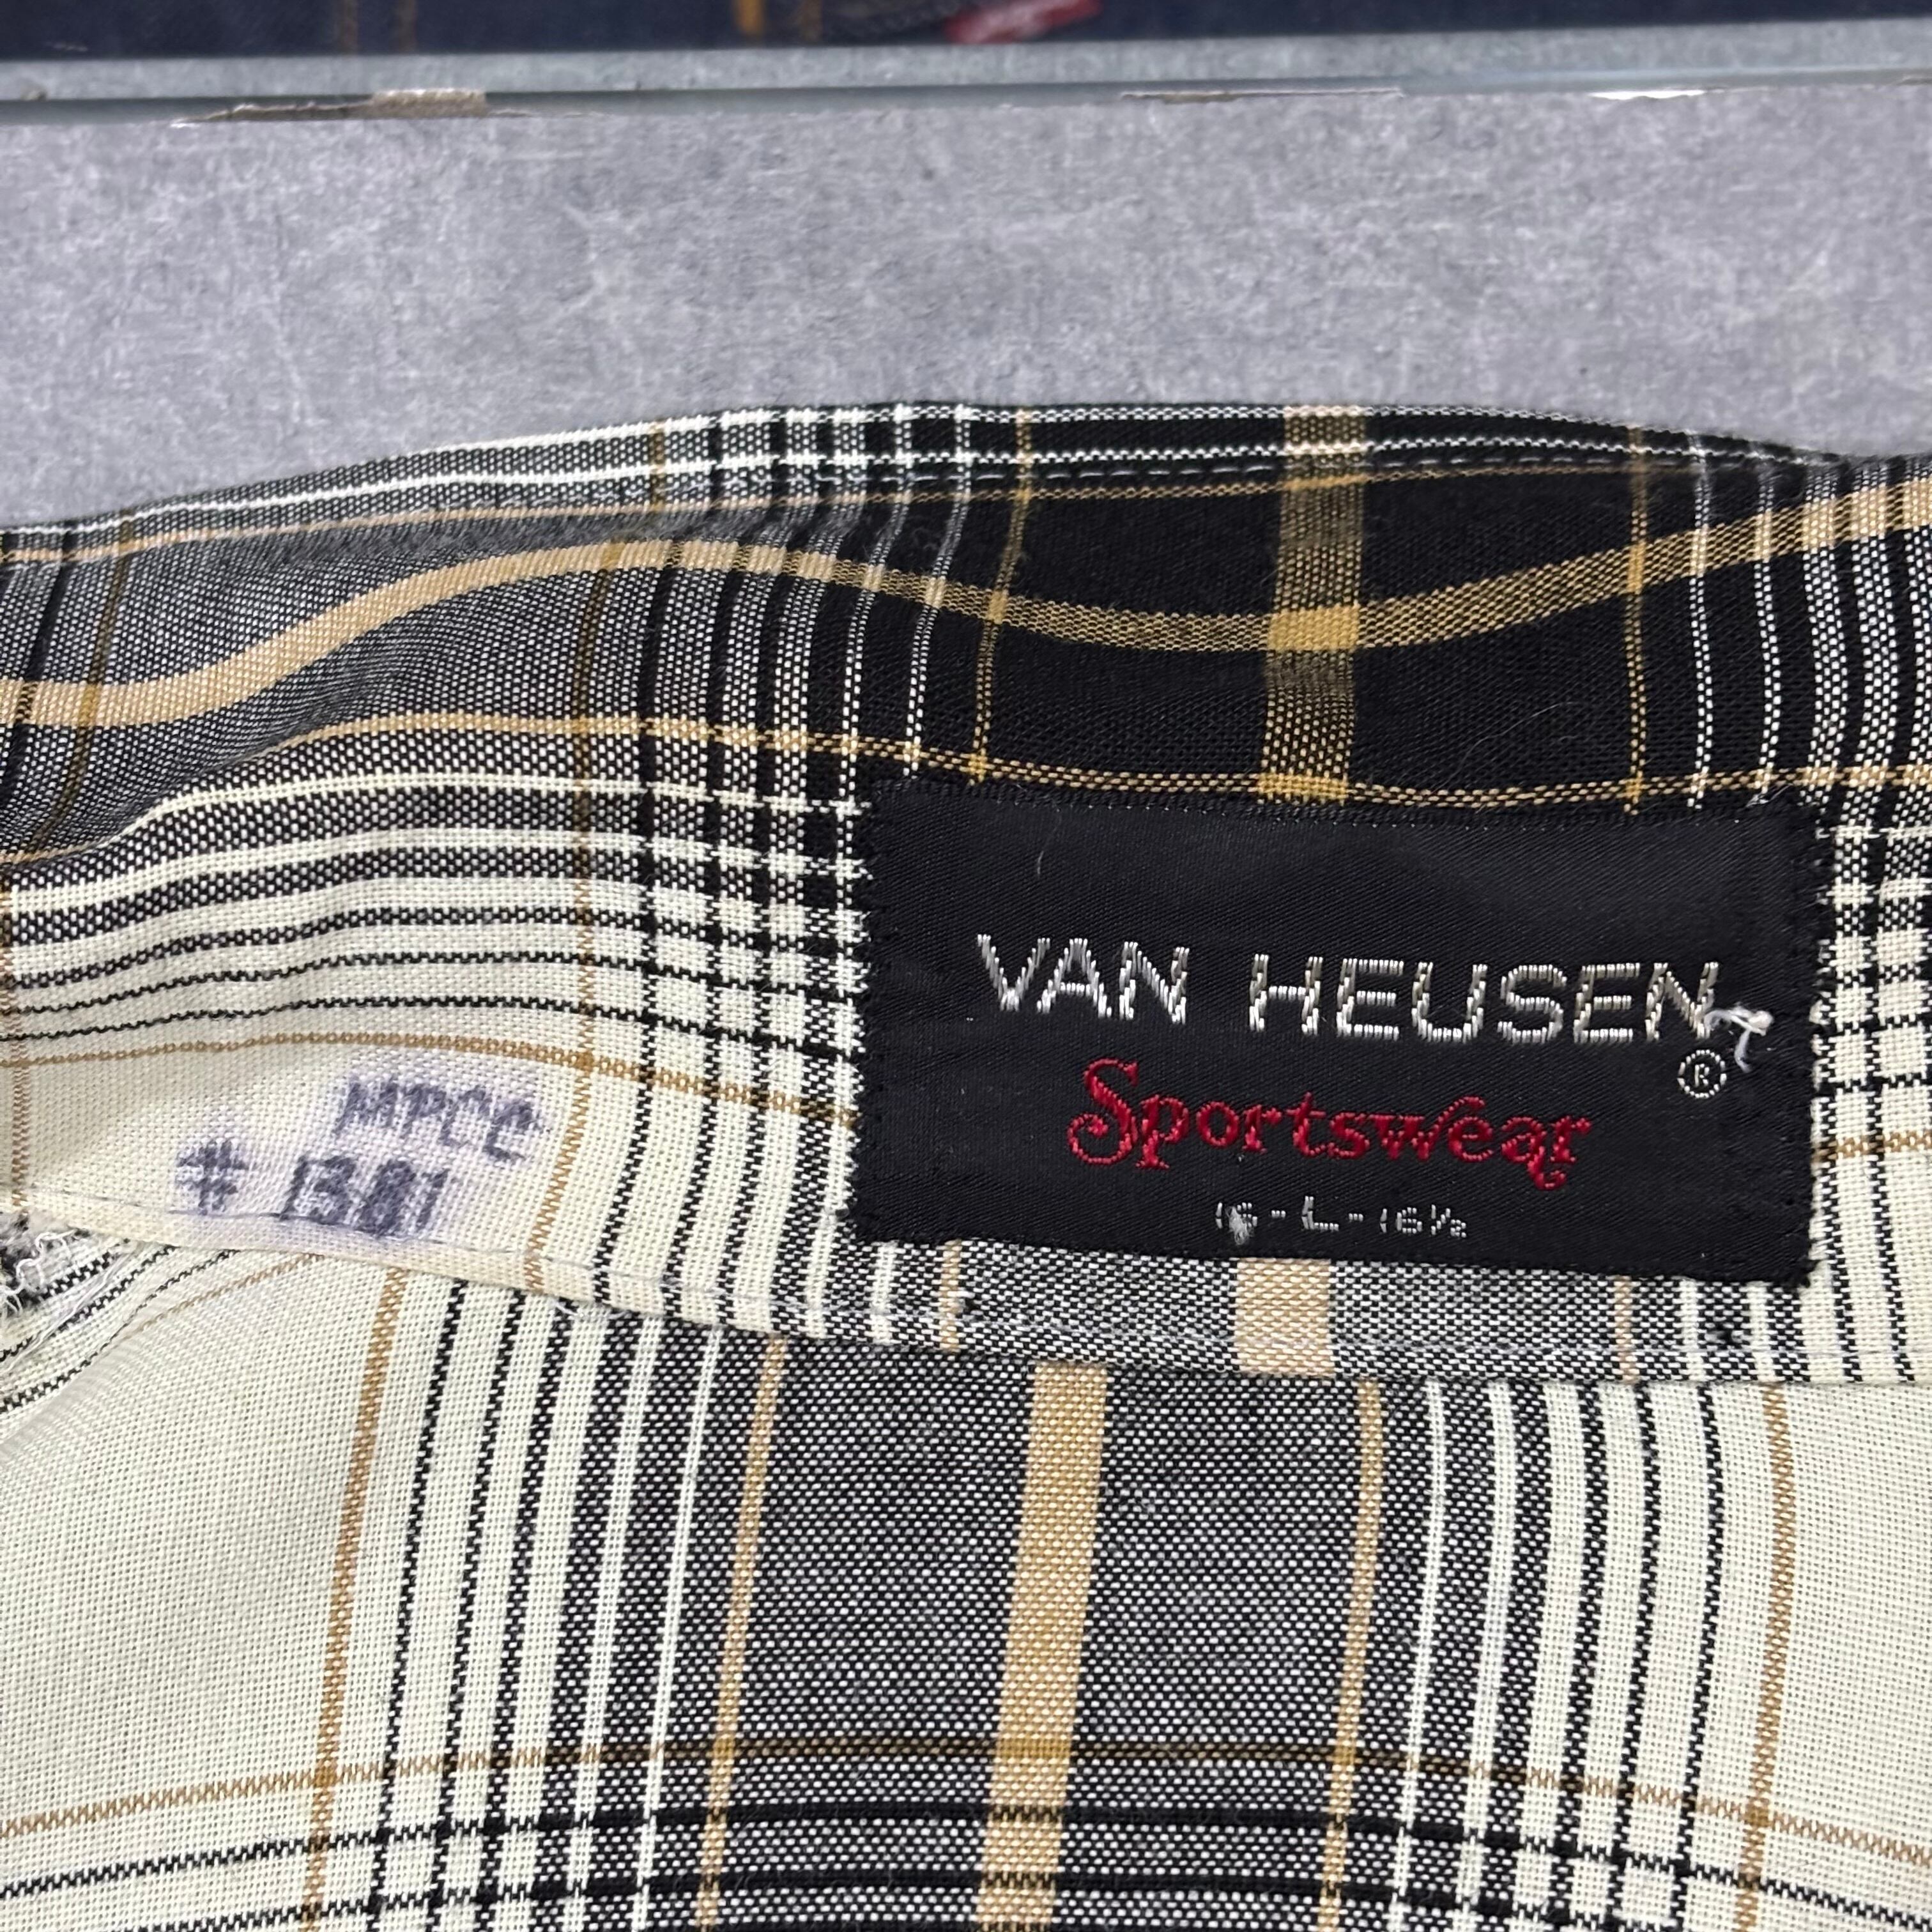 VAN HEUSEN
®
Sportswear
16-L-16½
MPCC
# 1381